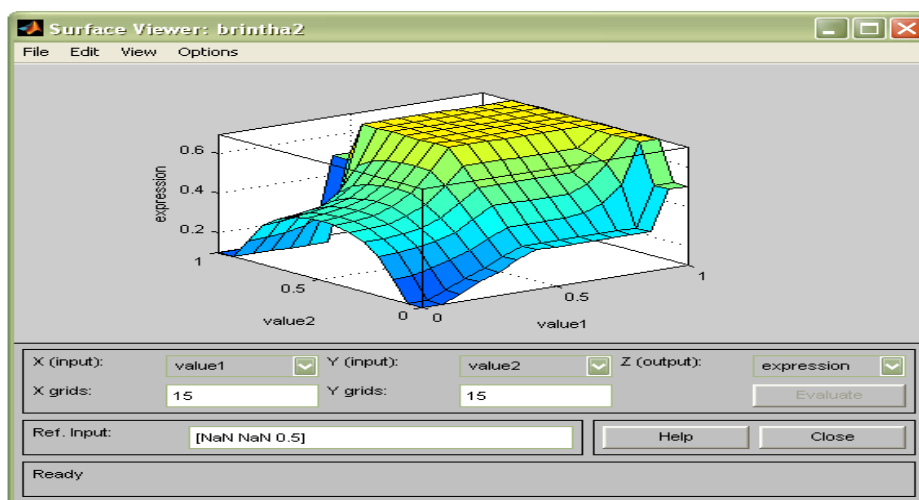 Surface Viewer: brintha2
File Edit View Options
expression
0.6
0.4
0.2
1
0.5
0
value2
0
0.5
1
value1
X (input): value1 Y (input): value2 Z (output): expression
X grids: 15 Y grids: 15 Evaluate
Ref. Input: [NaN NaN 0.5] Help Close
Ready